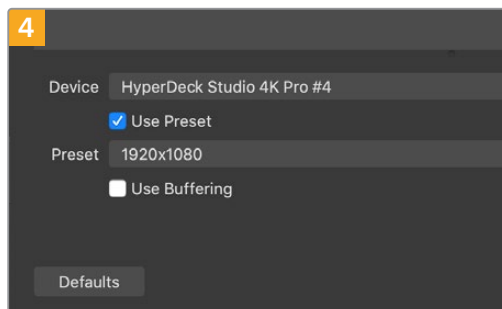 4
Device HyperDeck Studio 4K Pro #4
Use Preset
Preset 1920x1080
Use Buffering
Defaults